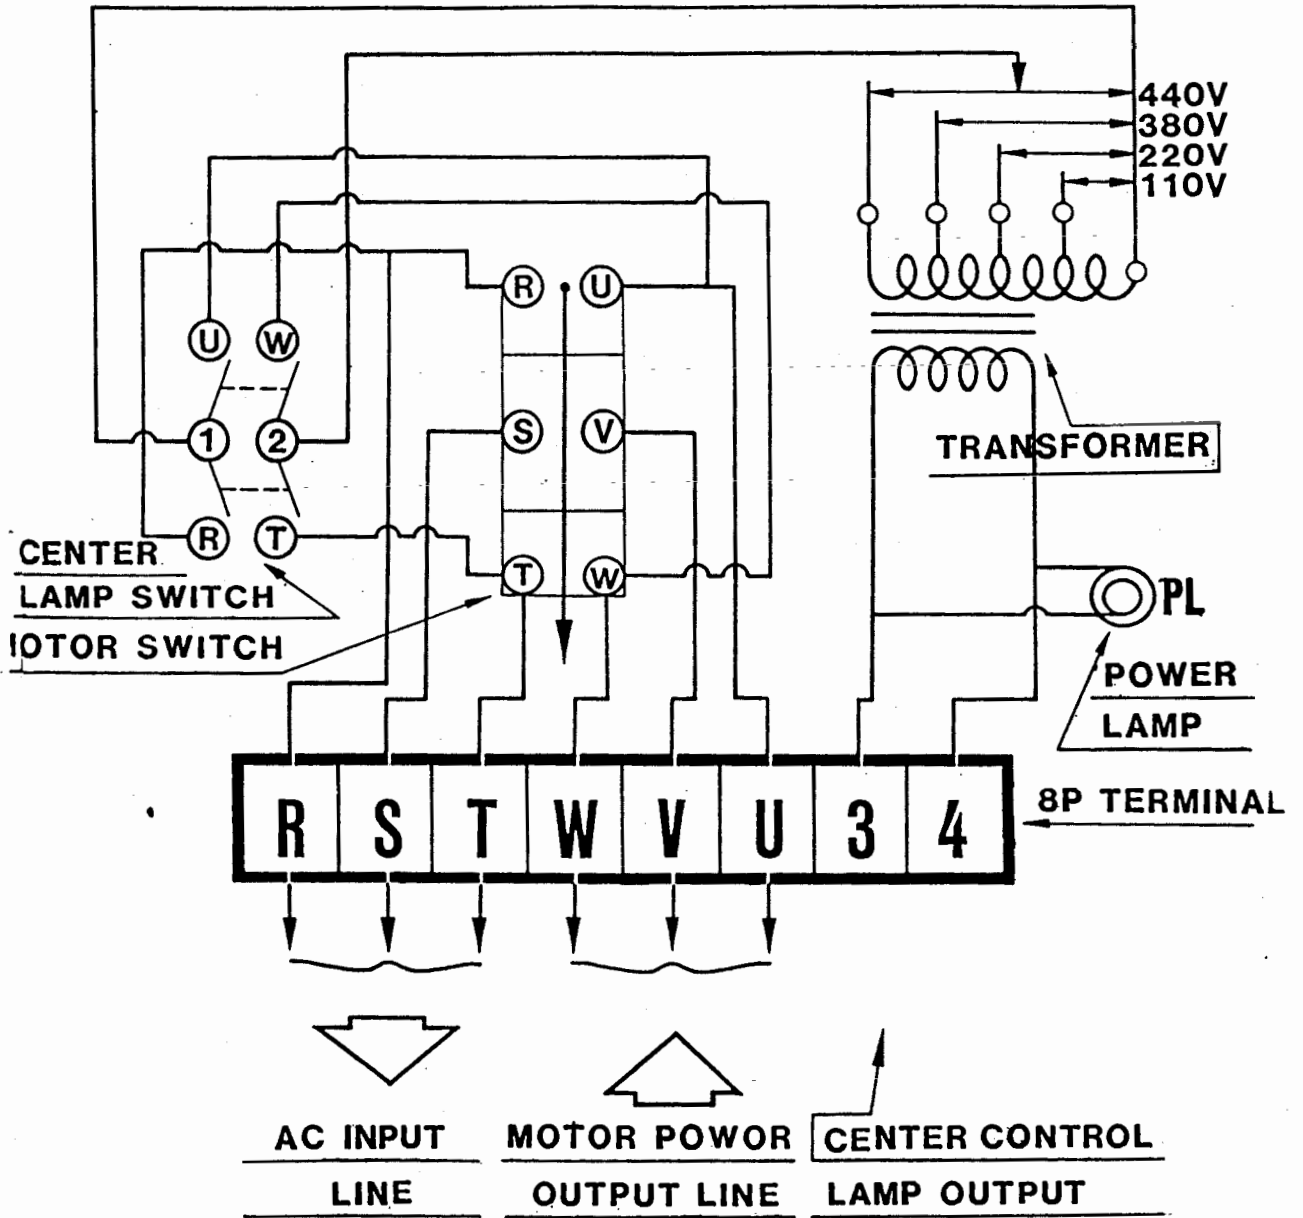 440V
380V
220V
110V
R U
U W
S V
1 2
TRANSFORMER
R T
CENTER
LAMP SWITCH
T W
PL
MOTOR SWITCH
POWER
LAMP
8P TERMINAL
R S T W V U 3 4
AC INPUT
LINE
MOTOR POWOR
OUTPUT LINE
CENTER CONTROL
LAMP OUTPUT